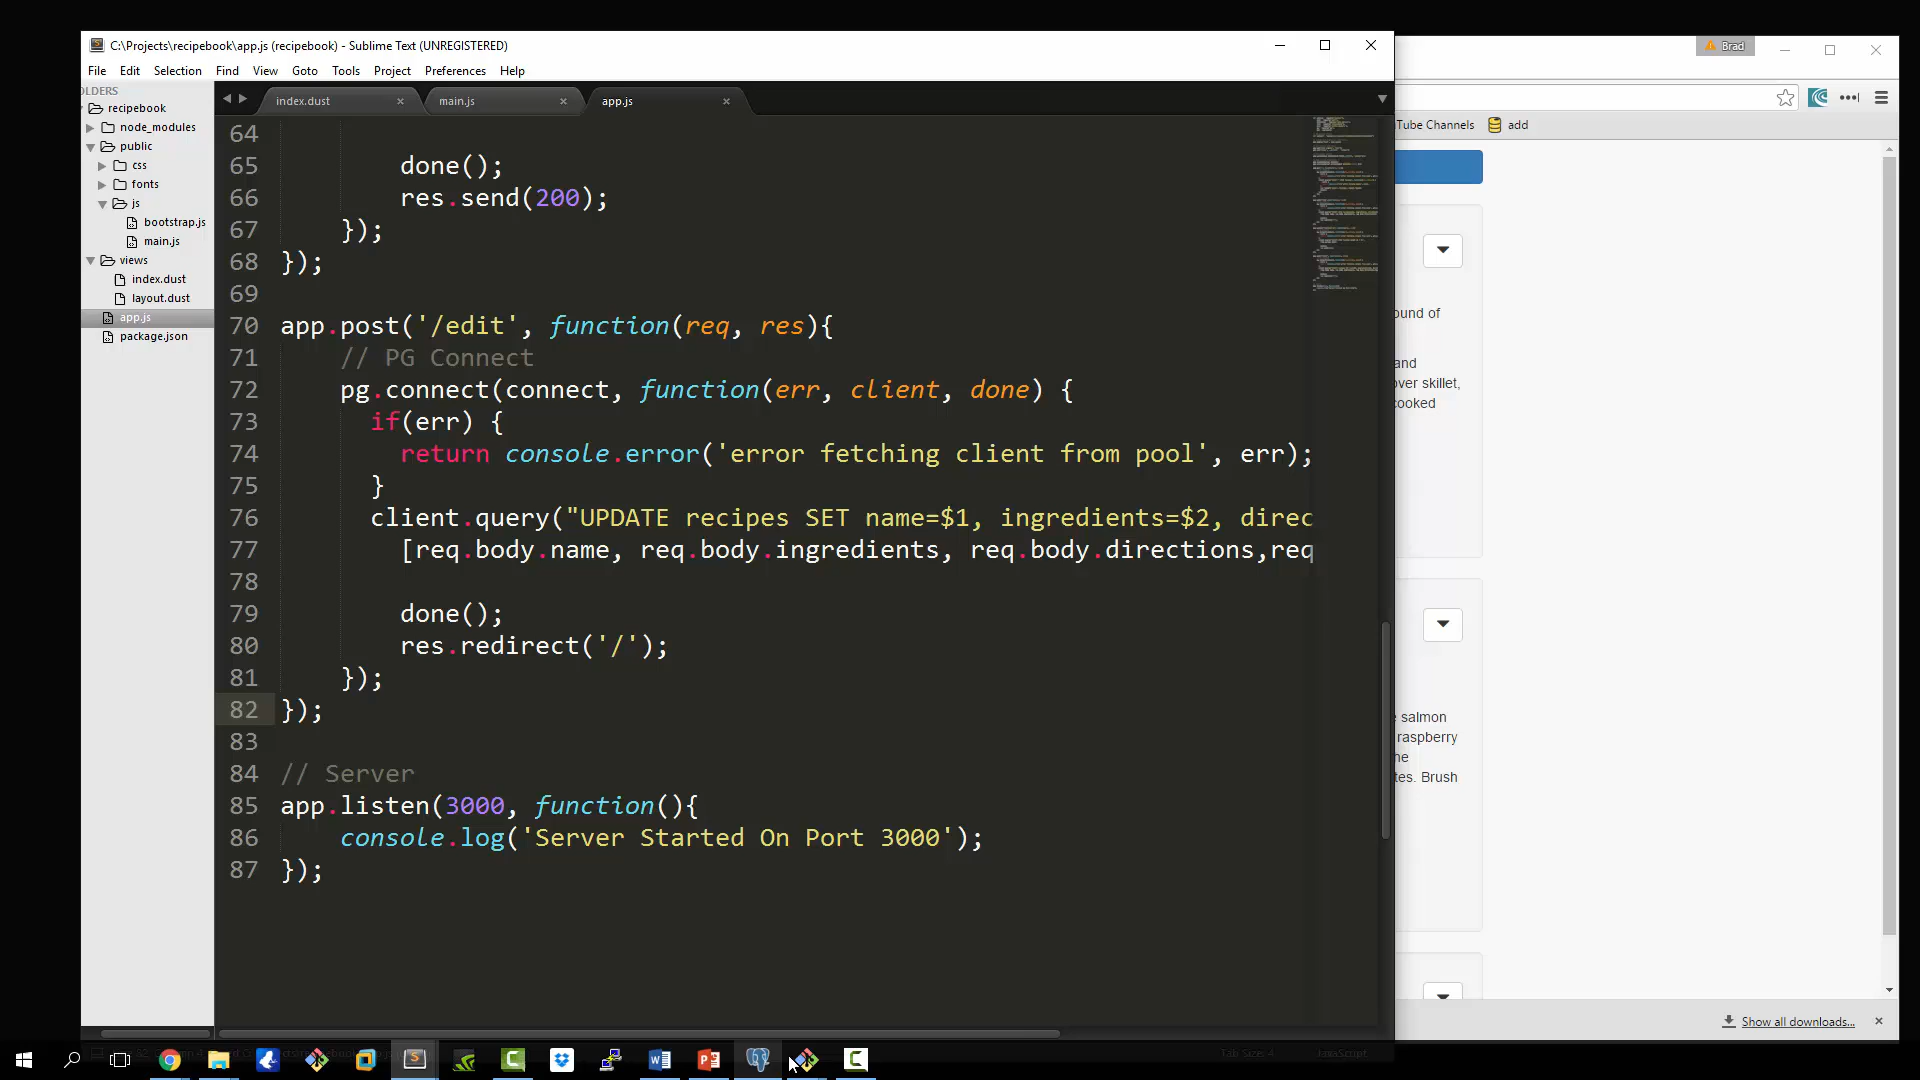 C:\Projects\recipebook\app.js (recipebook) - Sublime Text (UNREGISTERED)
Brad
File Edit Selection Find View Goto Tools Project Preferences Help
OLDERS
recipebook
node_modules
public
css
fonts
js
bootstrap.js
main.js
views
index.dust
layout.dust
app.js
package.json
index.dust
main.js
app.js
64
65 done();
66 res.send(200);
67 });
68 });
69
70 app.post('/edit', function(req, res){
71 // PG Connect
72 pg.connect(connect, function(err, client, done) {
73 if(err) {
74 return console.error('error fetching client from pool', err);
75 }
76 client.query("UPDATE recipes SET name=$1, ingredients=$2, direc
77 [req.body.name, req.body.ingredients, req.body.directions,req
78
79 done();
80 res.redirect('/');
81 });
82 });
83
84 // Server
85 app.listen(3000, function(){
86 console.log('Server Started On Port 3000');
87 });
Tube Channels
add
ound of
and
over skillet,
cooked
salmon
raspberry
ne
tes. Brush
Show all downloads...
Tab Size: 4
JavaScript